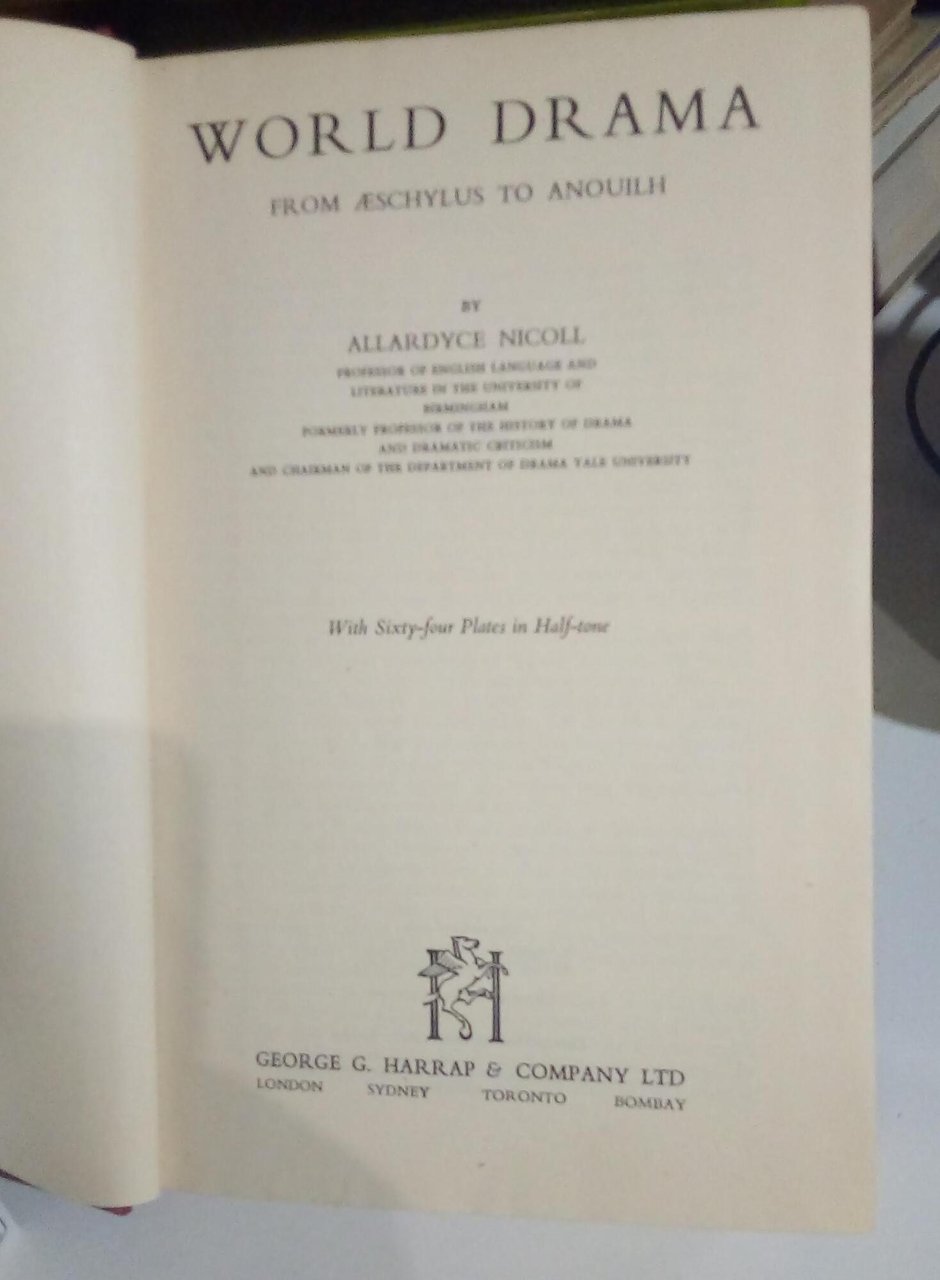 WORLD DRAMA
FROM ÆSCHYLUS TO ANOUILH
BY
ALLARDYCE NICOLL
PROFESSOR OF ENGLISH LANGUAGE AND
LITERATURE IN THE UNIVERSITY OF
BIRMINGHAM
FORMERLY PROFESSOR OF THE HISTORY OF DRAMA
AND DRAMATIC CRITICISM
AND CHAIRMAN OF THE DEPARTMENT OF DRAMA YALE UNIVERSITY
With Sixty-four Plates in Half-tone
H
GEORGE G. HARRAP & COMPANY LTD
LONDON SYDNEY TORONTO BOMBAY